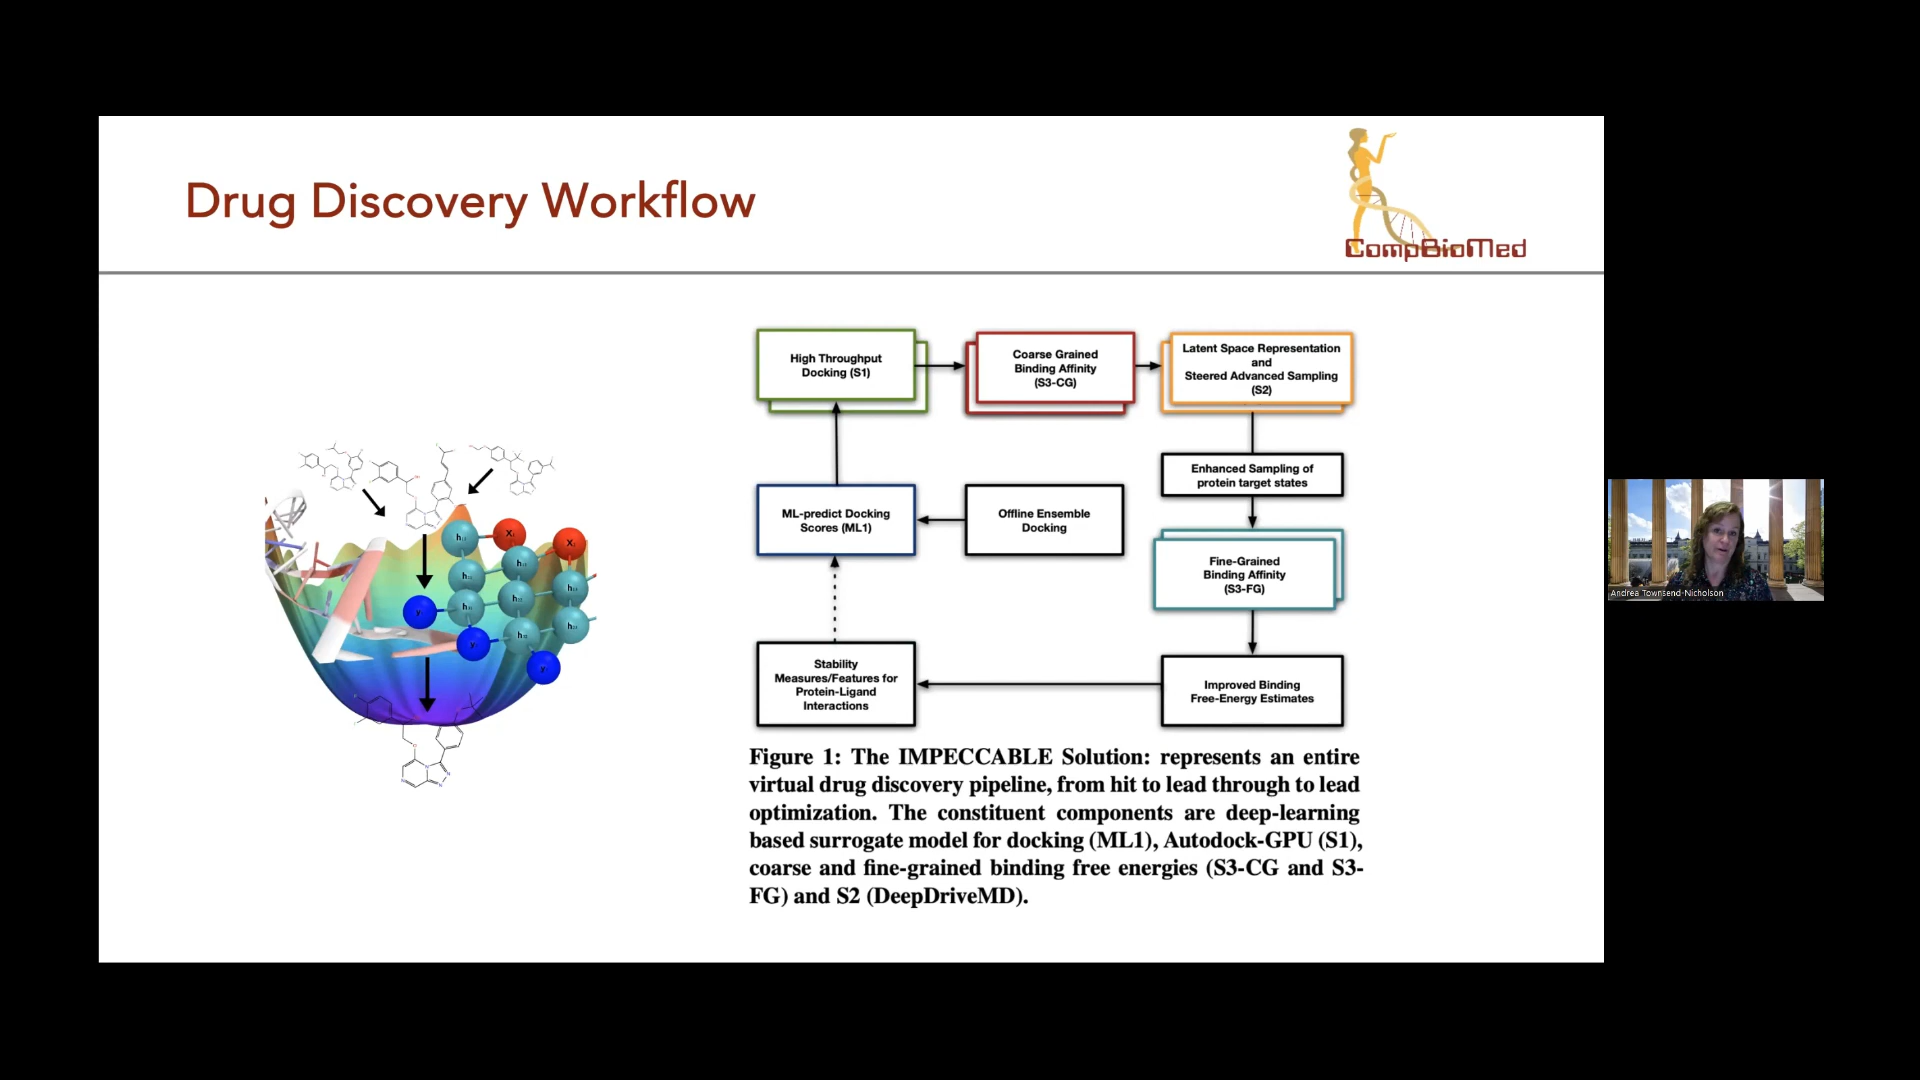 Drug Discovery Workflow
CompBioMed
High Throughput
Docking (S1)
Coarse Grained
Binding Affinity
(S3-CG)
Latent Space Representation
and
Steered Advanced Sampling
(S2)
Enhanced Sampling of
protein target states
ML-predict Docking
Scores (ML1)
Offline Ensemble
Docking
Fine-Grained
Binding Affinity
(S3-FG)
Stability
Measures/Features for
Protein-Ligand
Interactions
Improved Binding
Free-Energy Estimates
Figure 1: The IMPECCABLE Solution: represents an entire
virtual drug discovery pipeline, from hit to lead through to lead
optimization. The constituent components are deep-learning
based surrogate model for docking (ML1), Autodock-GPU (S1),
coarse and fine-grained binding free energies (S3-CG and S3-
FG) and S2 (DeepDriveMD).
Andrea Townsend-Nicholson